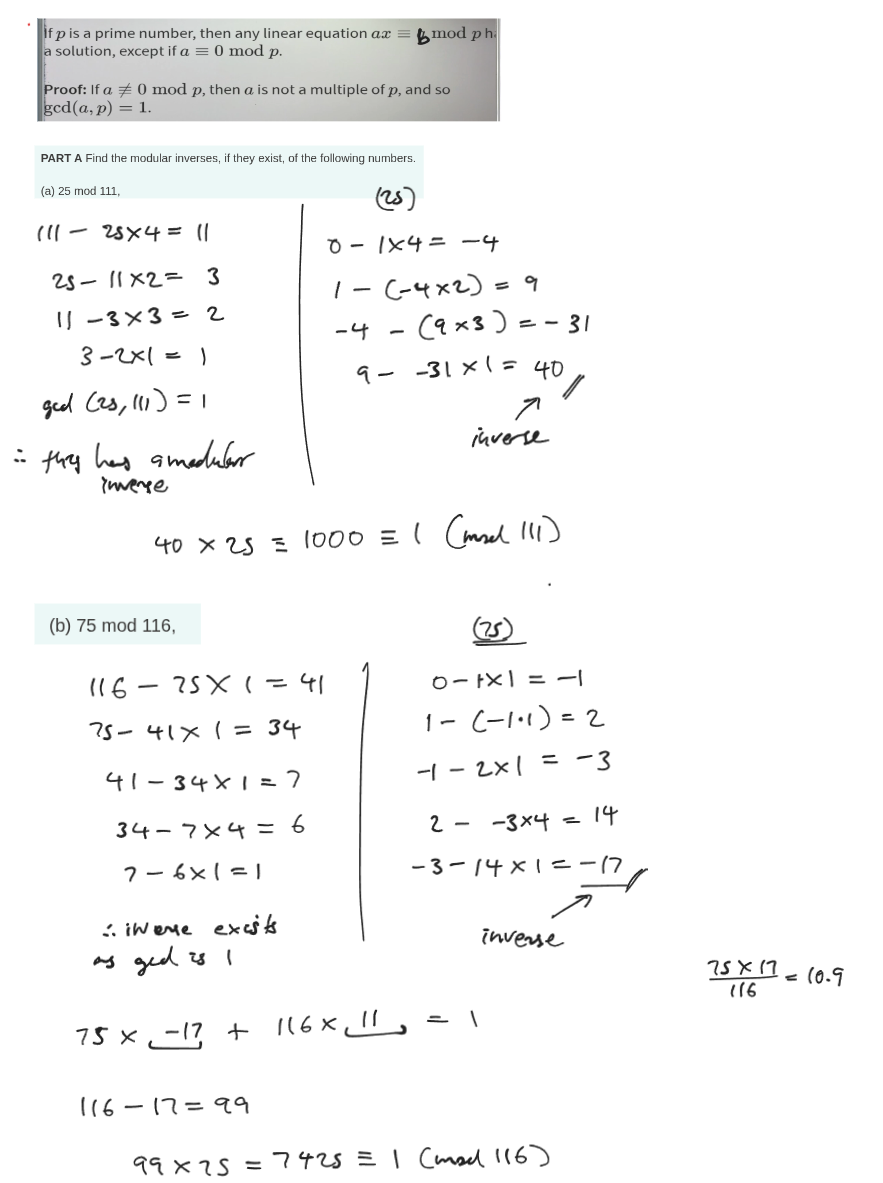 If p is a prime number, then any linear equation ax ≡ b mod p ha
a solution, except if a ≡ 0 mod p.
Proof: If a ≢ 0 mod p, then a is not a multiple of p, and so
gcd(a, p) = 1.
PART A Find the modular inverses, if they exist, of the following numbers.
(a) 25 mod 111,
(25)
111 - 25×4 = 11
0 - 1×4 = -4
25 - 11×2 = 3
1 - (-4×2) = 9
11 - 3×3 = 2
-4 - (9×3) = -31
3 - 2×1 = 1
9 - -31×1 = 40
gcd (25, 111) = 1
inverse
∴ they has a modular
inverse
40 × 25 ≡ 1000 ≡ 1 (mod 111)
(b) 75 mod 116,
(75)
116 - 75×1 = 41
0 - 1×1 = -1
75 - 41×1 = 34
1 - (-1·1) = 2
41 - 34×1 = 7
-1 - 2×1 = -3
34 - 7×4 = 6
2 - -3×4 = 14
7 - 6×1 = 1
-3 - 14×1 = -17
∴ inverse exists
as gcd is 1
inverse
75×17/116 = 10.9
75 × -17 + 116 × 11 = 1
116 - 17 = 99
99 × 75 = 7425 ≡ 1 (mod 116)